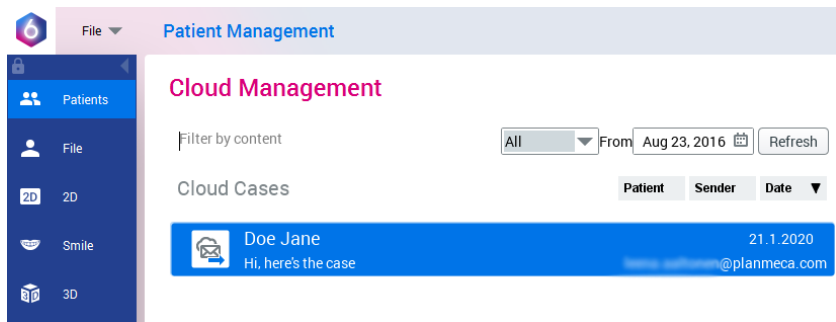 6 File Patient Management
Cloud Management
Patients
Filter by content All From Aug 23, 2016 Refresh
File
Cloud Cases Patient Sender Date
2D 2D
Doe Jane 21.1.2020
Smile
Hi, here's the case @planmeca.com
3D 3D